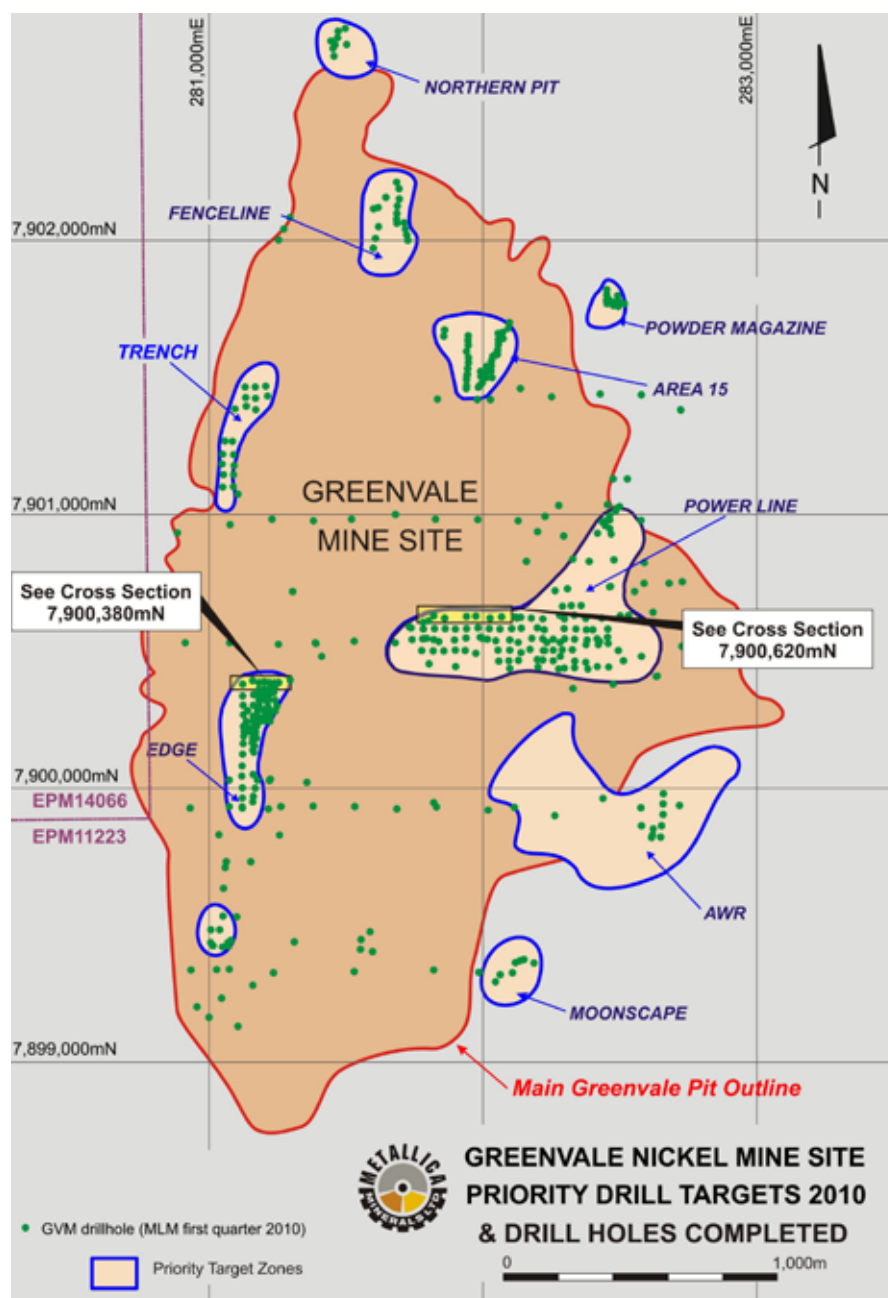 281,000mE
283,000mE
NORTHERN PIT
N
FENCELINE
7,902,000mN
POWDER MAGAZINE
TRENCH
AREA 15
GREENVALE
MINE SITE
7,901,000mN
POWER LINE
See Cross Section
7,900,380mN
See Cross Section
7,900,620mN
EDGE
7,900,000mN
EPM14066
EPM11223
AWR
MOONSCAPE
7,899,000mN
Main Greenvale Pit Outline
METALLICA
MINERALS LTD
GREENVALE NICKEL MINE SITE
PRIORITY DRILL TARGETS 2010
& DRILL HOLES COMPLETED
GVM drillhole (MLM first quarter 2010)
Priority Target Zones
0 1,000m